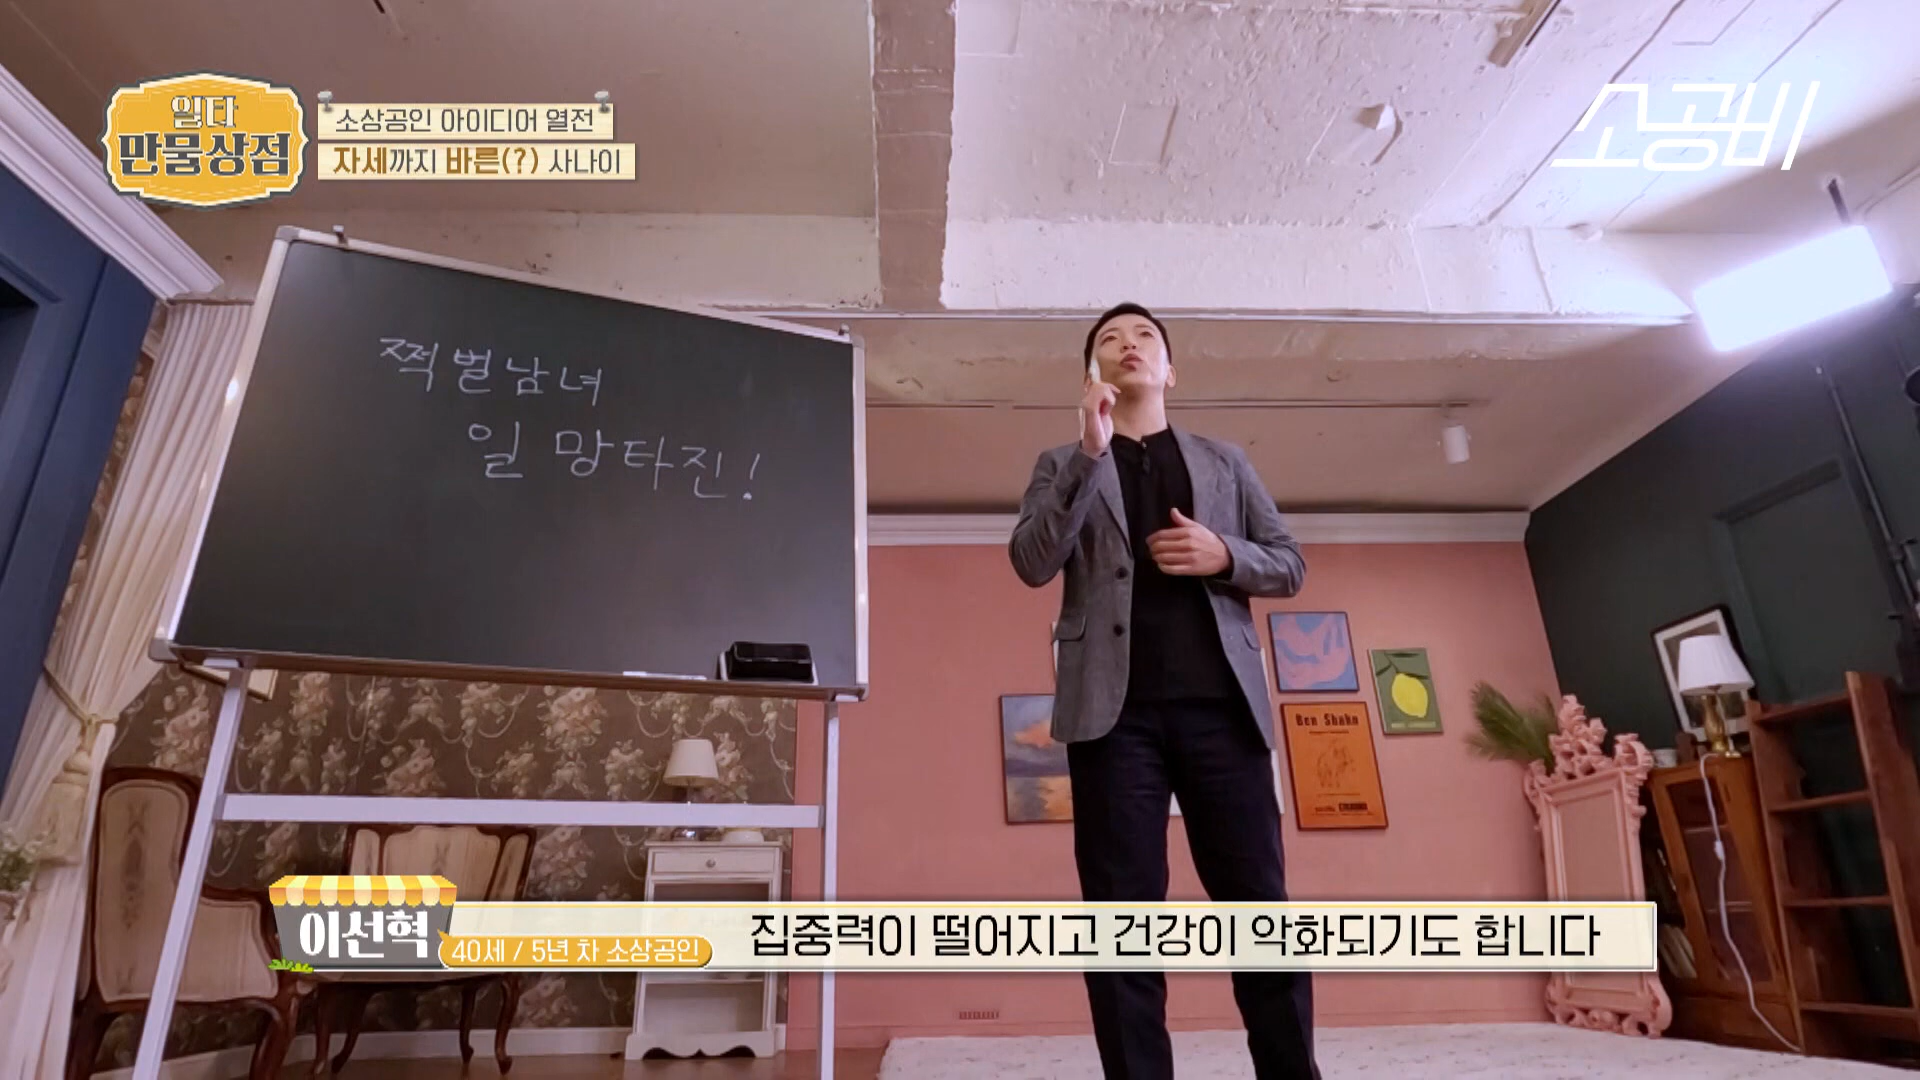 일타
만물상점
소상공인 아이디어 열전
자세까지 바른(?) 사나이
소공비
쩍벌남녀
일망타진!
Ben Shahn
이선혁
40세 / 5년 차 소상공인
집중력이 떨어지고 건강이 악화되기도 합니다